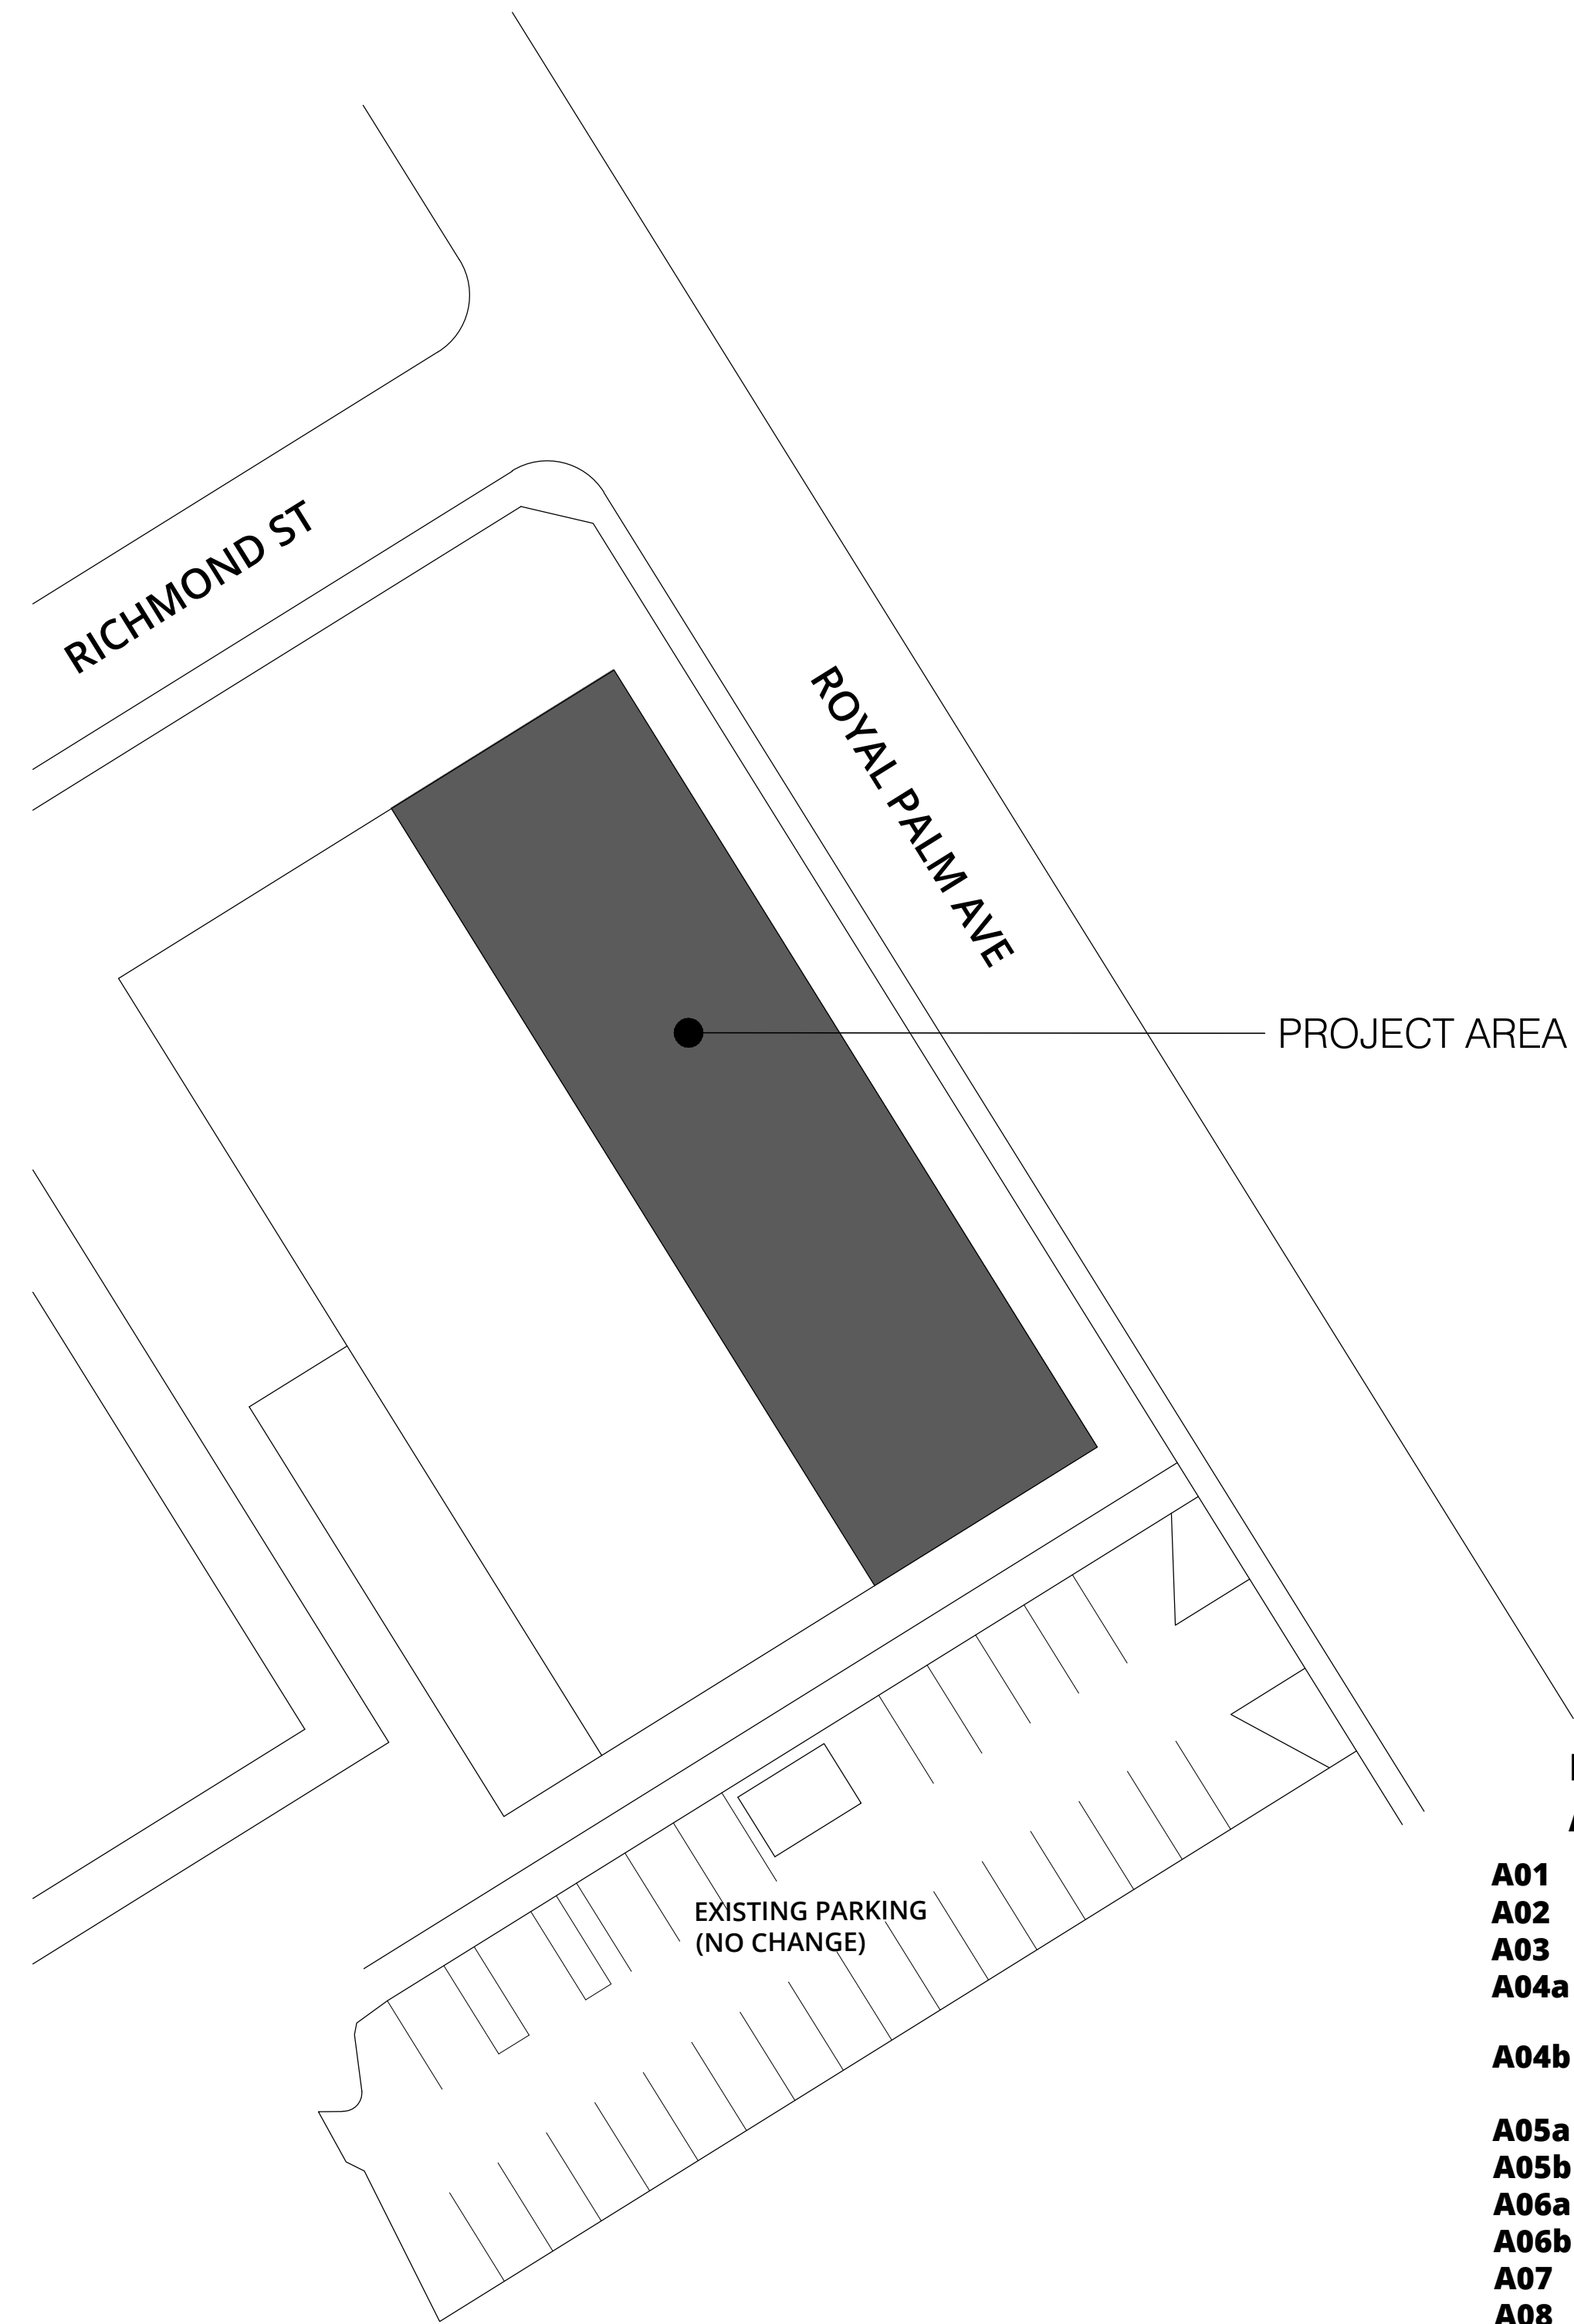 RICHMOND ST
ROYAL PALM AVE
PROJECT AREA
EXISTING PARKING
(NO CHANGE)
A01
A02
A03
A04a
A04b
A05a
A05b
A06a
A06b
A07
A08